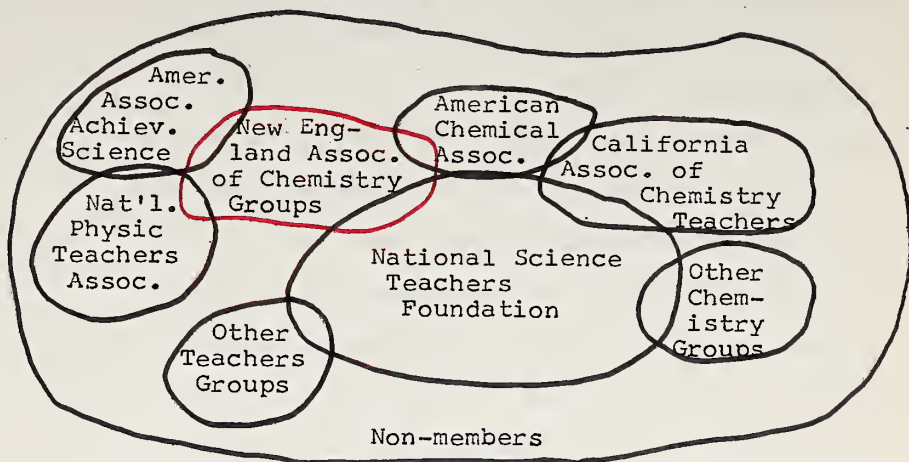 Amer.
Assoc.
Achiev.
Science
New Eng-
land Assoc.
of Chemistry
Groups
American
Chemical
Assoc.
California
Assoc. of
Chemistry
Teachers
Nat'l.
Physic
Teachers
Assoc.
National Science
Teachers
Foundation
Other
Chem-
istry
Groups
Other
Teachers
Groups
Non-members